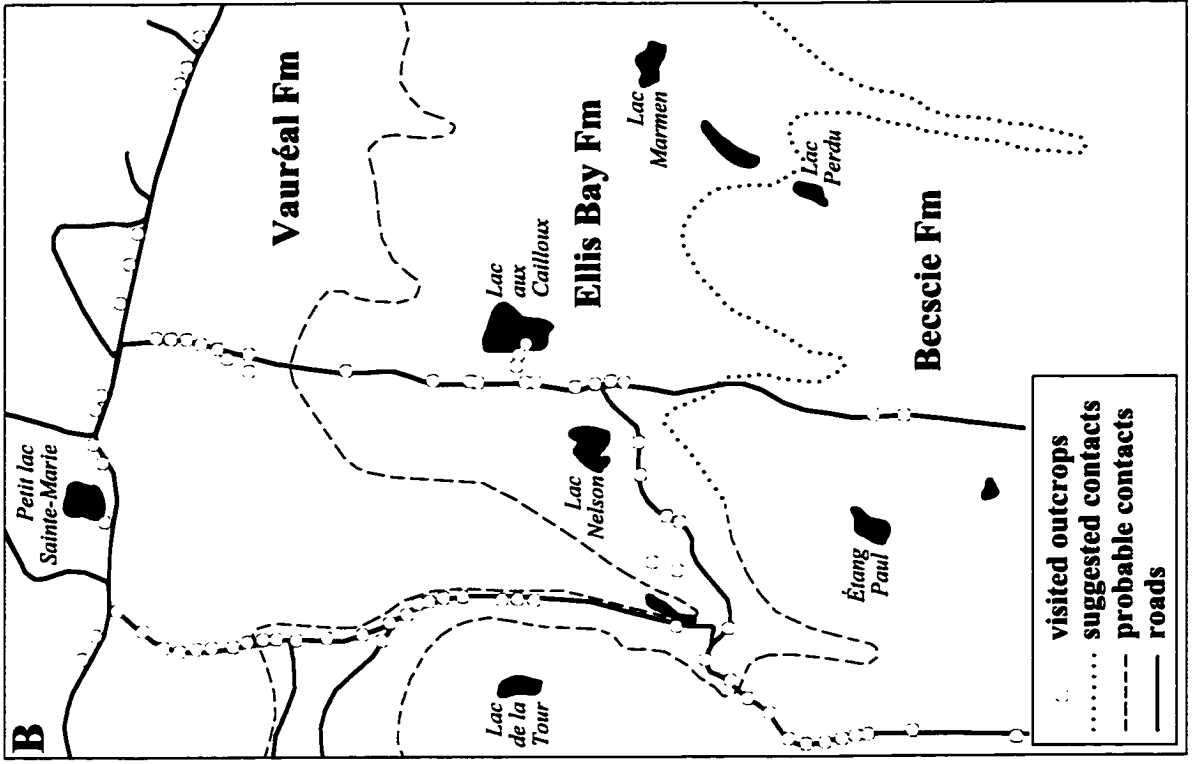 B
Petit lac
Sainte-Marie
Vauréal Fm
Lac
aux
Cailloux
Ellis Bay Fm
Lac
Marmen
Lac
Perdu
Lac
Nelson
Lac
de la
Tour
Étang
Paul
Becscie Fm
visited outcrops
suggested contacts
probable contacts
roads